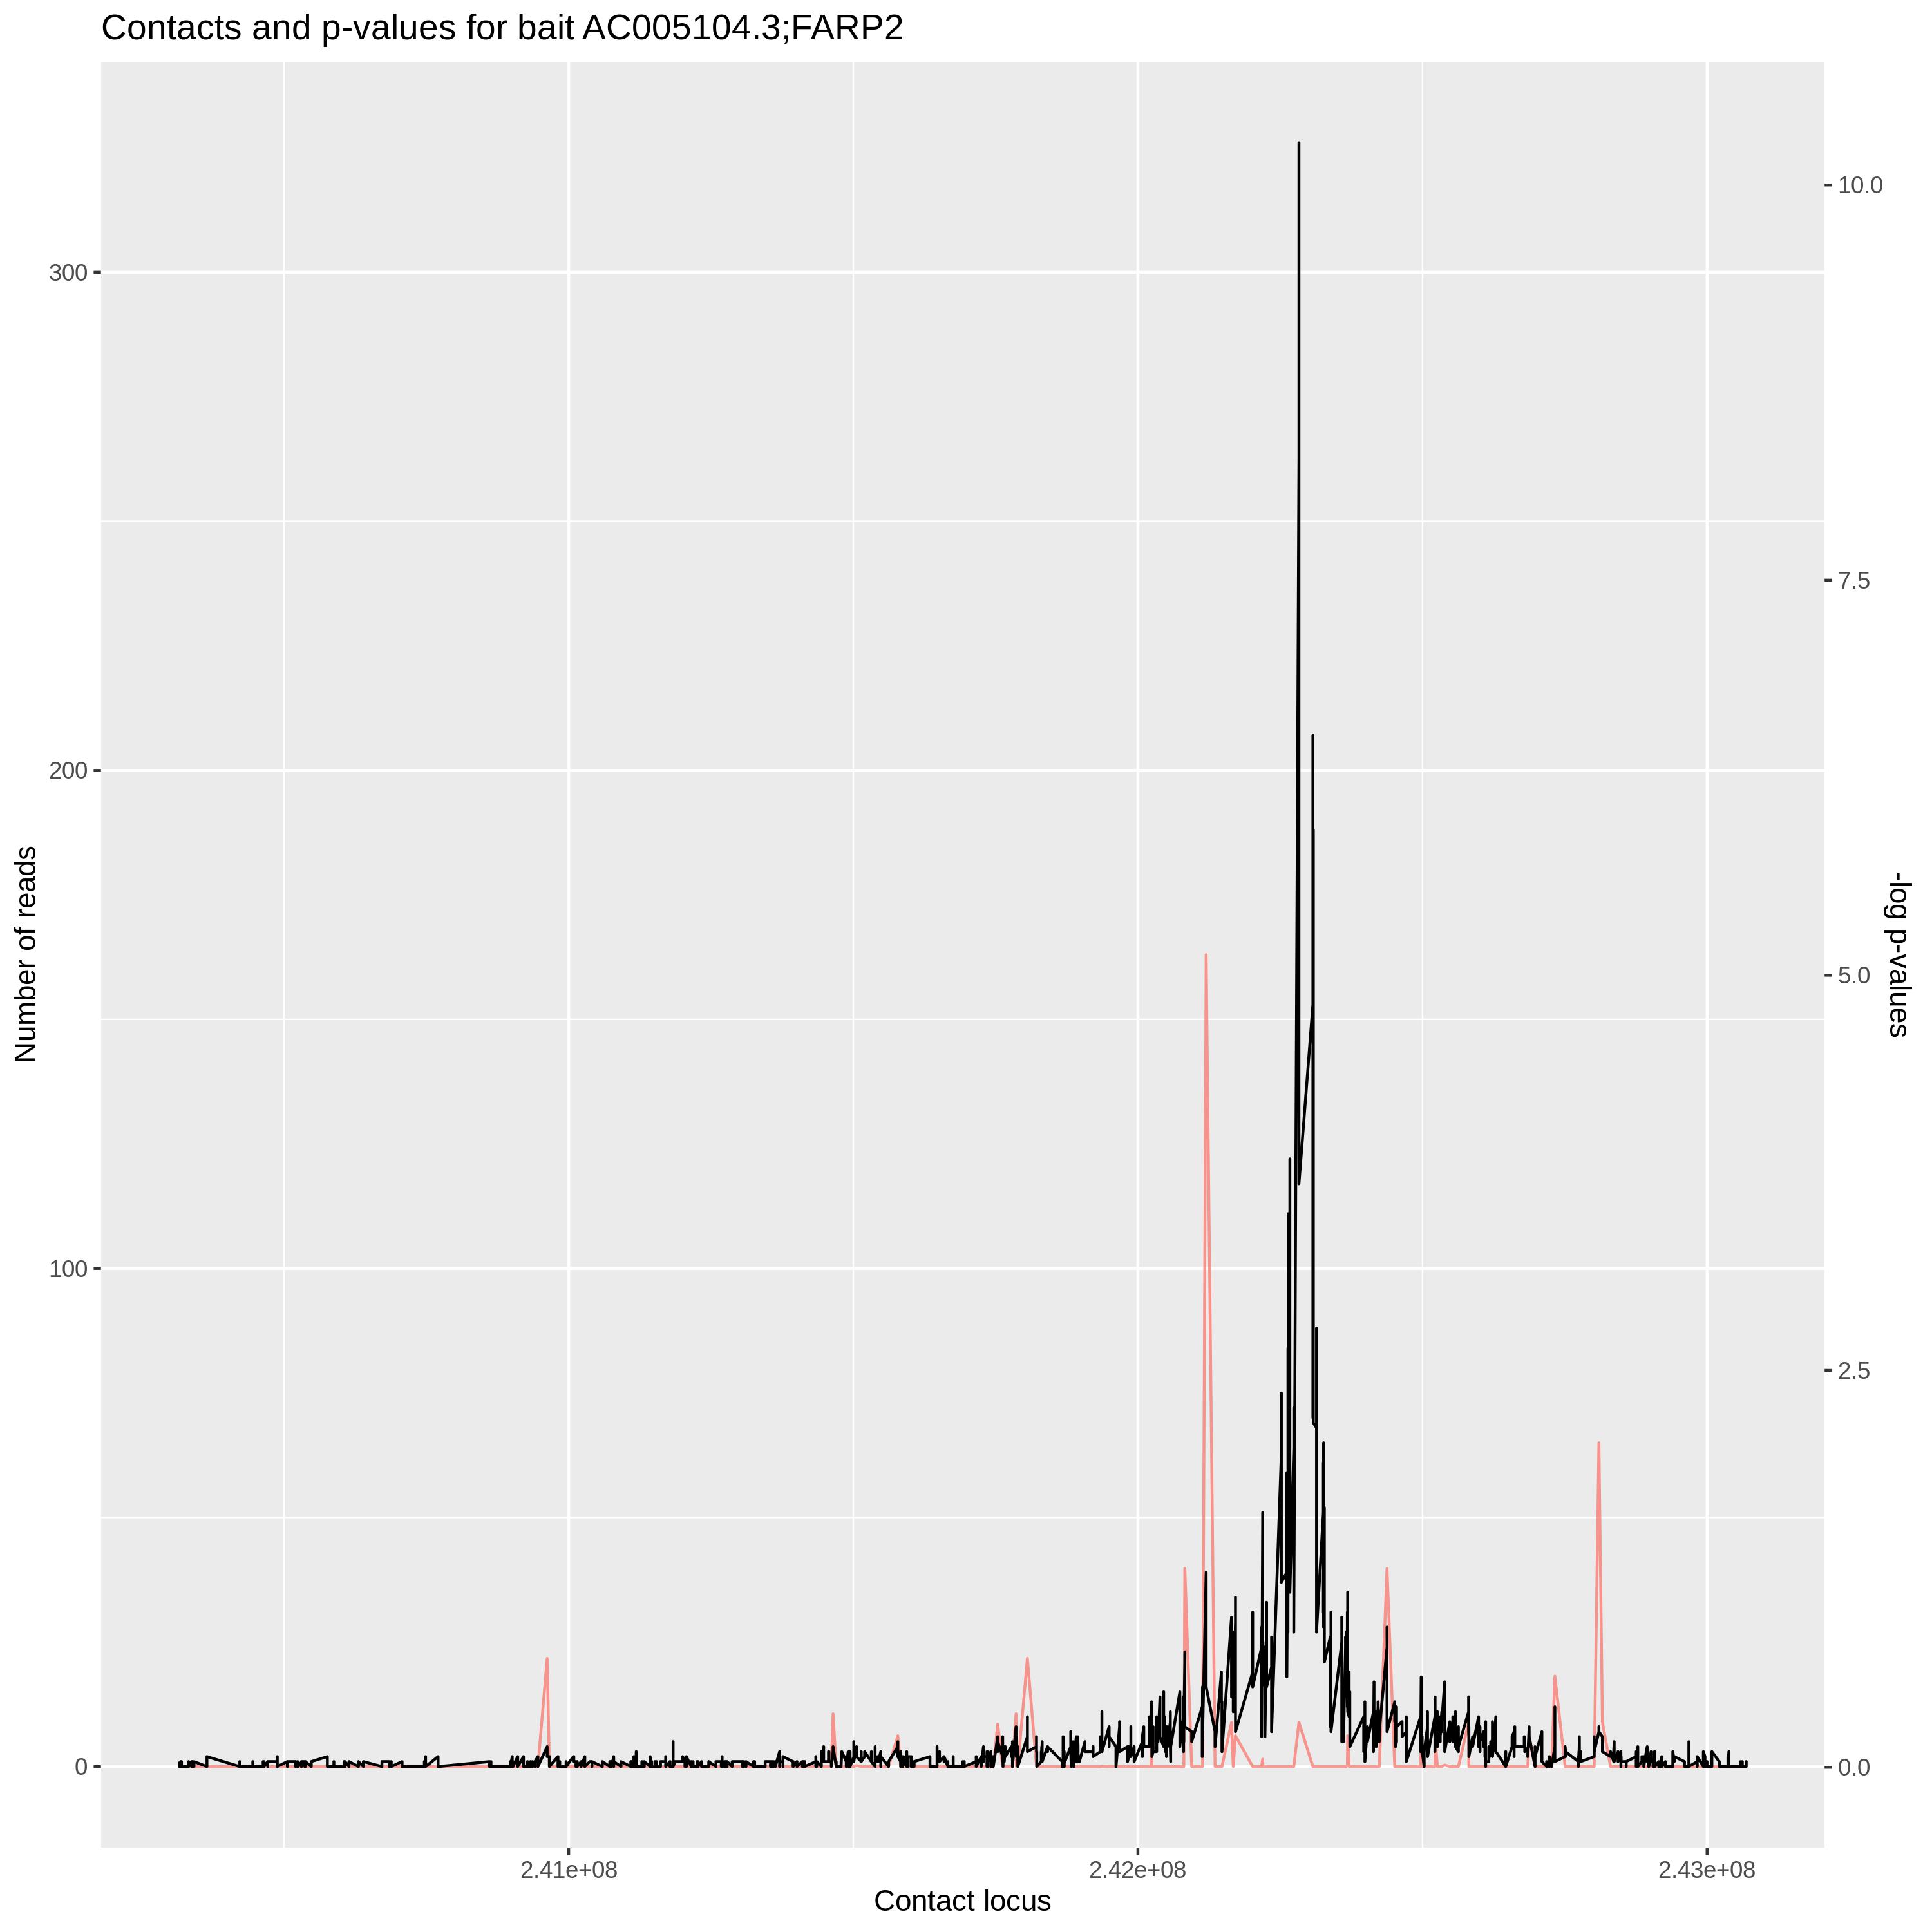 Contacts and p-values for bait AC005104.3;FARP2
Number of reads
300
200
100
0
10.0
7.5
5.0
2.5
0.0
-log p-values
2.41e+08
2.42e+08
2.43e+08
Contact locus